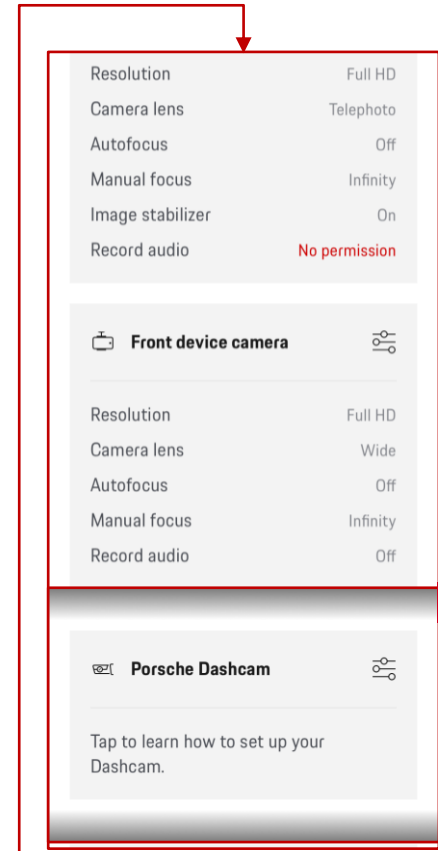 Resolution Full HD
Camera lens Telephoto
Autofocus Off
Manual focus Infinity
Image stabilizer On
Record audio No permission
Front device camera
Resolution Full HD
Camera lens Wide
Autofocus Off
Manual focus Infinity
Record audio Off
Porsche Dashcam
Tap to learn how to set up your
Dashcam.